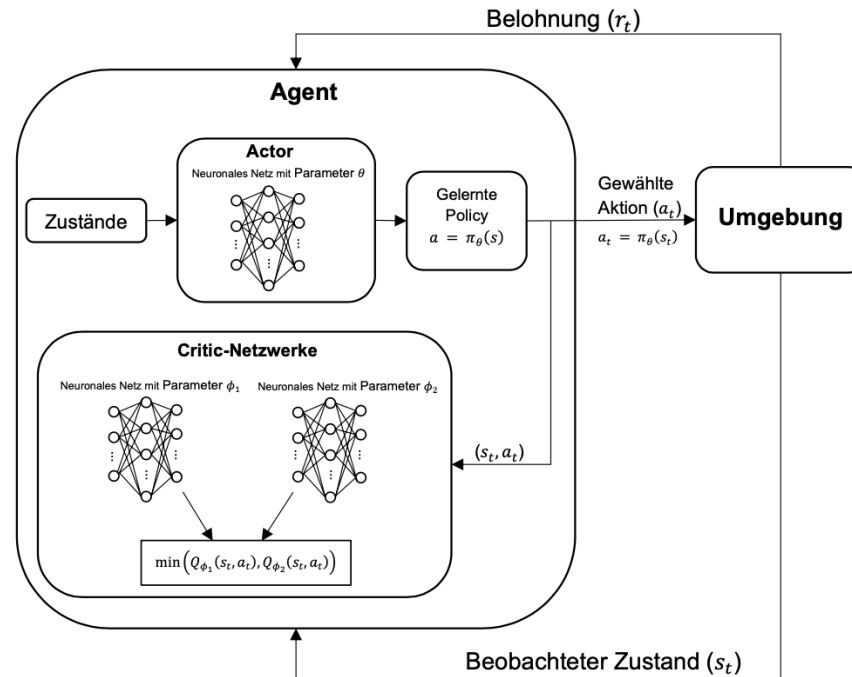 Belohnung (r_t)
Agent
Actor
Neuronales Netz mit Parameter θ
Zustände
Gelernte
Policy
a = π_θ(s)
Gewählte
Aktion (a_t)
a_t = π_θ(s_t)
Umgebung
Critic-Netzwerke
Neuronales Netz mit Parameter ϕ_1
Neuronales Netz mit Parameter ϕ_2
(s_t, a_t)
min(Q_ϕ_1(s_t, a_t), Q_ϕ_2(s_t, a_t))
Beobachteter Zustand (s_t)